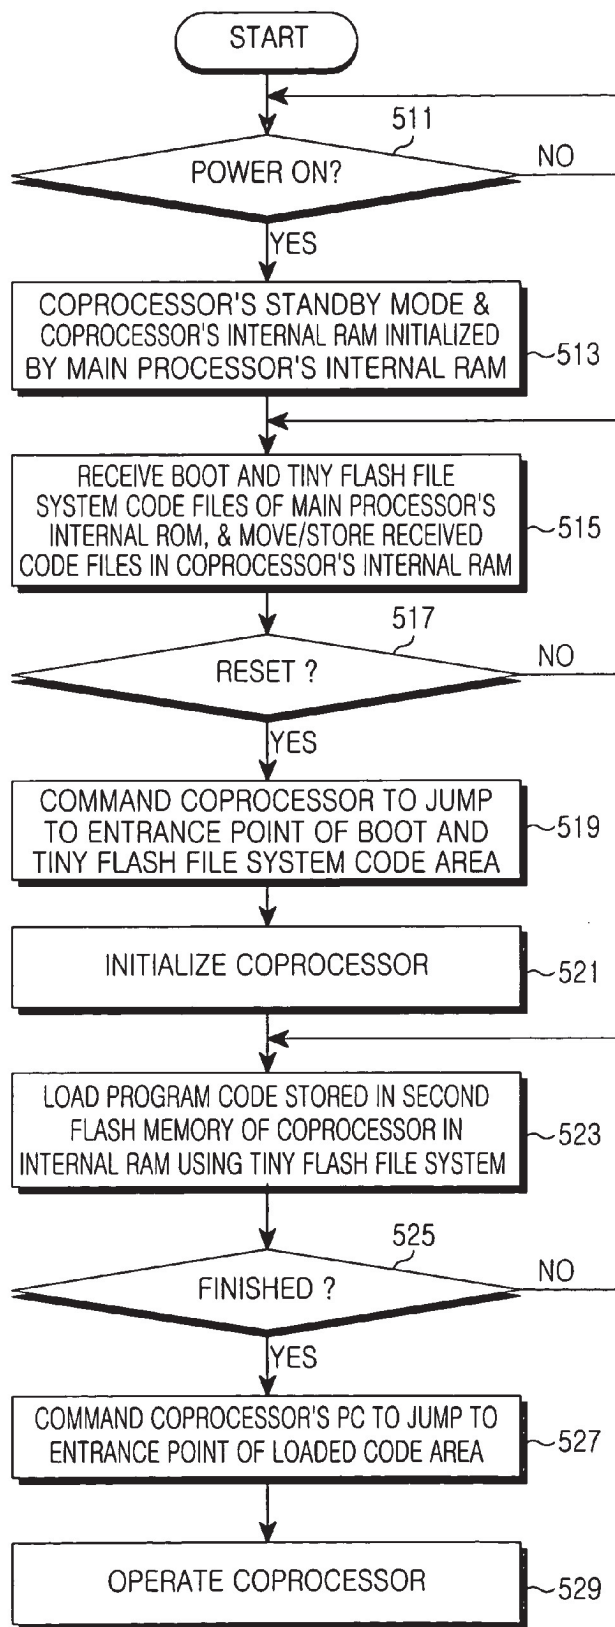 START
511
POWER ON?
NO
YES
COPROCESSOR'S STANDBY MODE &
COPROCESSOR'S INTERNAL RAM INITIALIZED
BY MAIN PROCESSOR'S INTERNAL RAM
513
RECEIVE BOOT AND TINY FLASH FILE
SYSTEM CODE FILES OF MAIN PROCESSOR'S
INTERNAL ROM, & MOVE/STORE RECEIVED
CODE FILES IN COPROCESSOR'S INTERNAL RAM
515
517
RESET ?
NO
YES
COMMAND COPROCESSOR TO JUMP
TO ENTRANCE POINT OF BOOT AND
TINY FLASH FILE SYSTEM CODE AREA
519
INITIALIZE COPROCESSOR
521
LOAD PROGRAM CODE STORED IN SECOND
FLASH MEMORY OF COPROCESSOR IN
INTERNAL RAM USING TINY FLASH FILE SYSTEM
523
525
FINISHED ?
NO
YES
COMMAND COPROCESSOR'S PC TO JUMP TO
ENTRANCE POINT OF LOADED CODE AREA
527
OPERATE COPROCESSOR
529